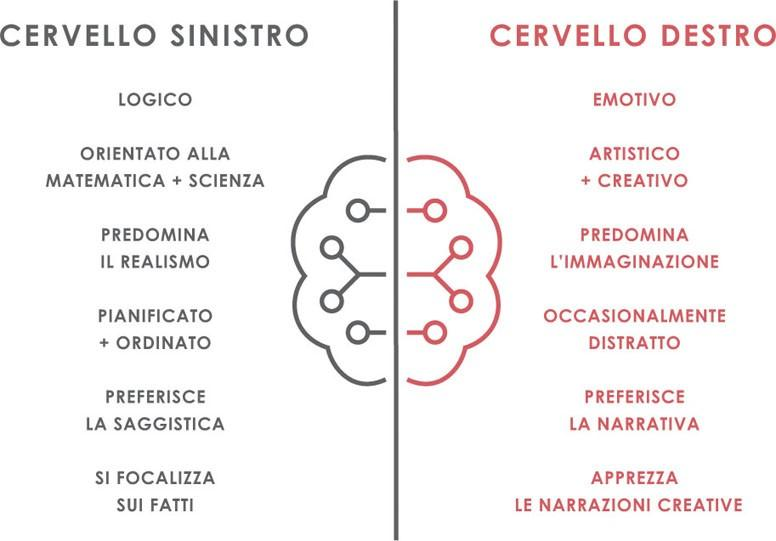 CERVELLO SINISTRO
LOGICO
ORIENTATO ALLA
MATEMATICA + SCIENZA
PREDOMINA
IL REALISMO
PIANIFICATO
+ ORDINATO
PREFERISCE
LA SAGGISTICA
SI FOCALIZZA
SUI FATTI
CERVELLO DESTRO
EMOTIVO
ARTISTICO
+ CREATIVO
PREDOMINA
L'IMMAGINAZIONE
OCCASIONALMENTE
DISTRATTO
PREFERISCE
LA NARRATIVA
APPREZZA
LE NARRAZIONI CREATIVE